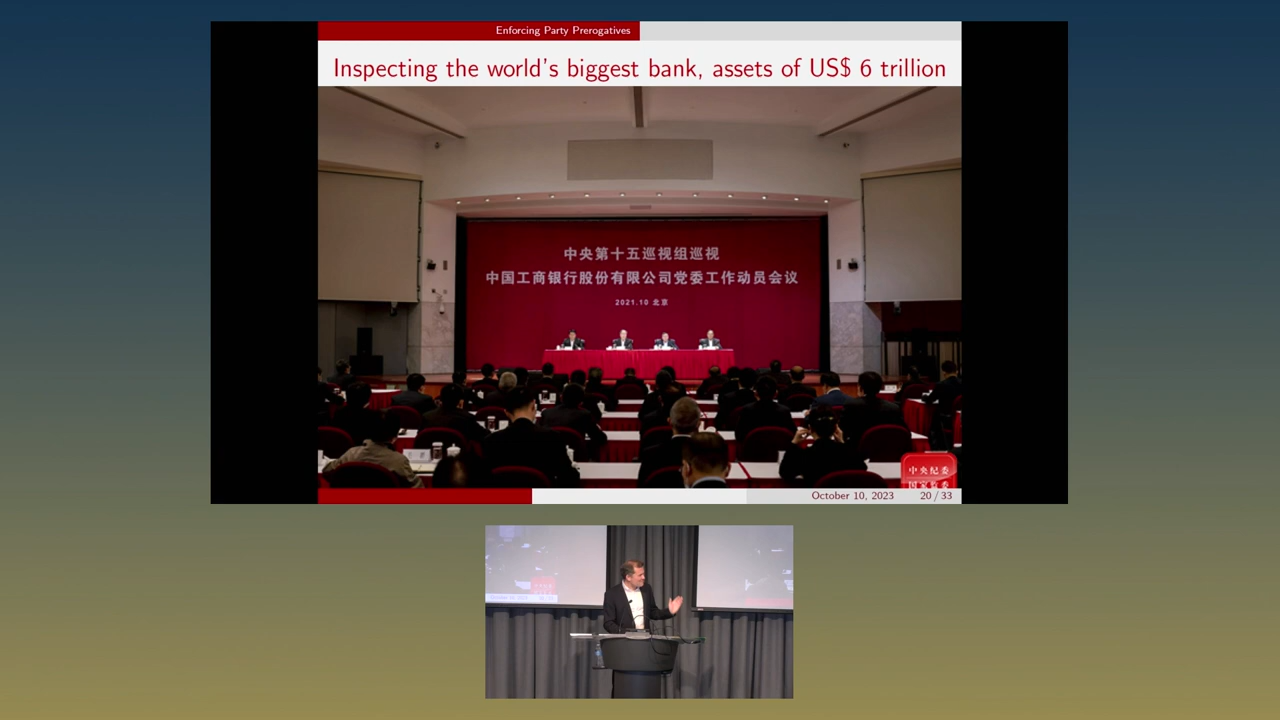 Enforcing Party Prerogatives
Inspecting the world's biggest bank, assets of US$ 6 trillion
中央第十五巡视组巡视
中国工商银行股份有限公司党委工作动员会议
2021.10 北京
中央纪委
国家监委
October 10, 2023 20 / 33